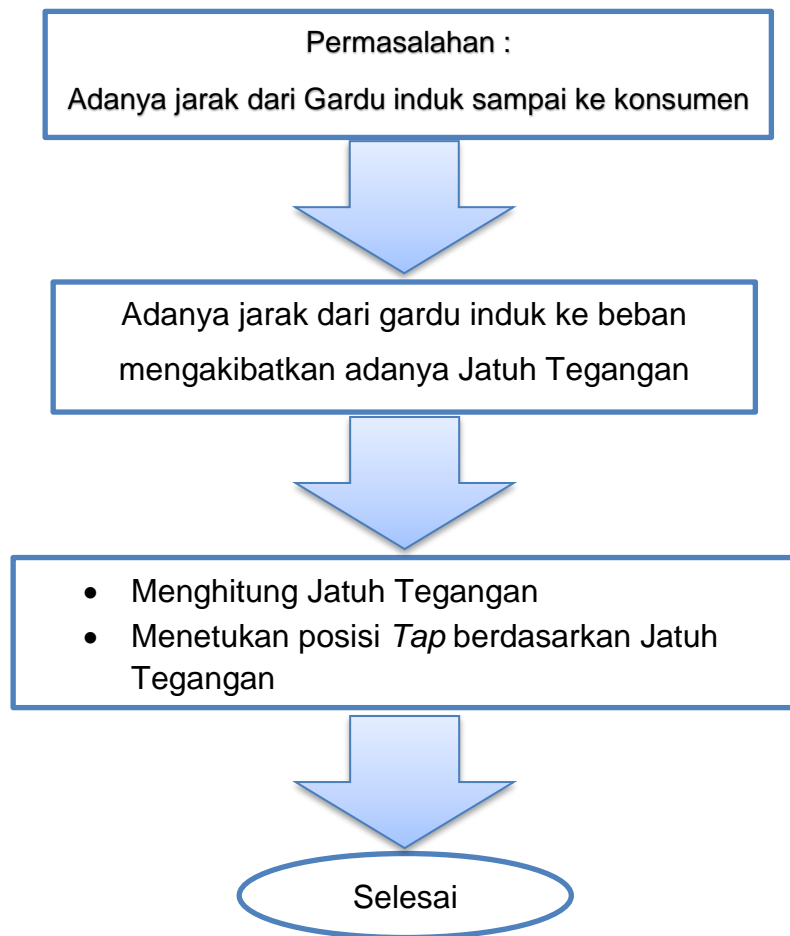 Permasalahan :
Adanya jarak dari Gardu induk sampai ke konsumen
Adanya jarak dari gardu induk ke beban
mengakibatkan adanya Jatuh Tegangan
• Menghitung Jatuh Tegangan
• Menetukan posisi Tap berdasarkan Jatuh
Tegangan
Selesai